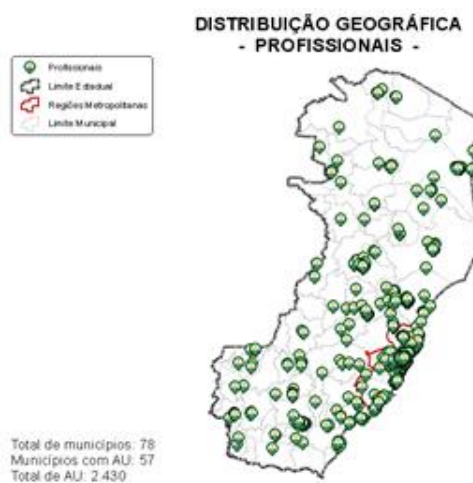 DISTRIBUIÇÃO GEOGRÁFICA
- PROFISSIONAIS -
Profissionais
Limite Estadual
Regiões Metropolitanas
Limite Municipal
Total de municípios: 78
Municípios com AU: 57
Total de AU: 2.430